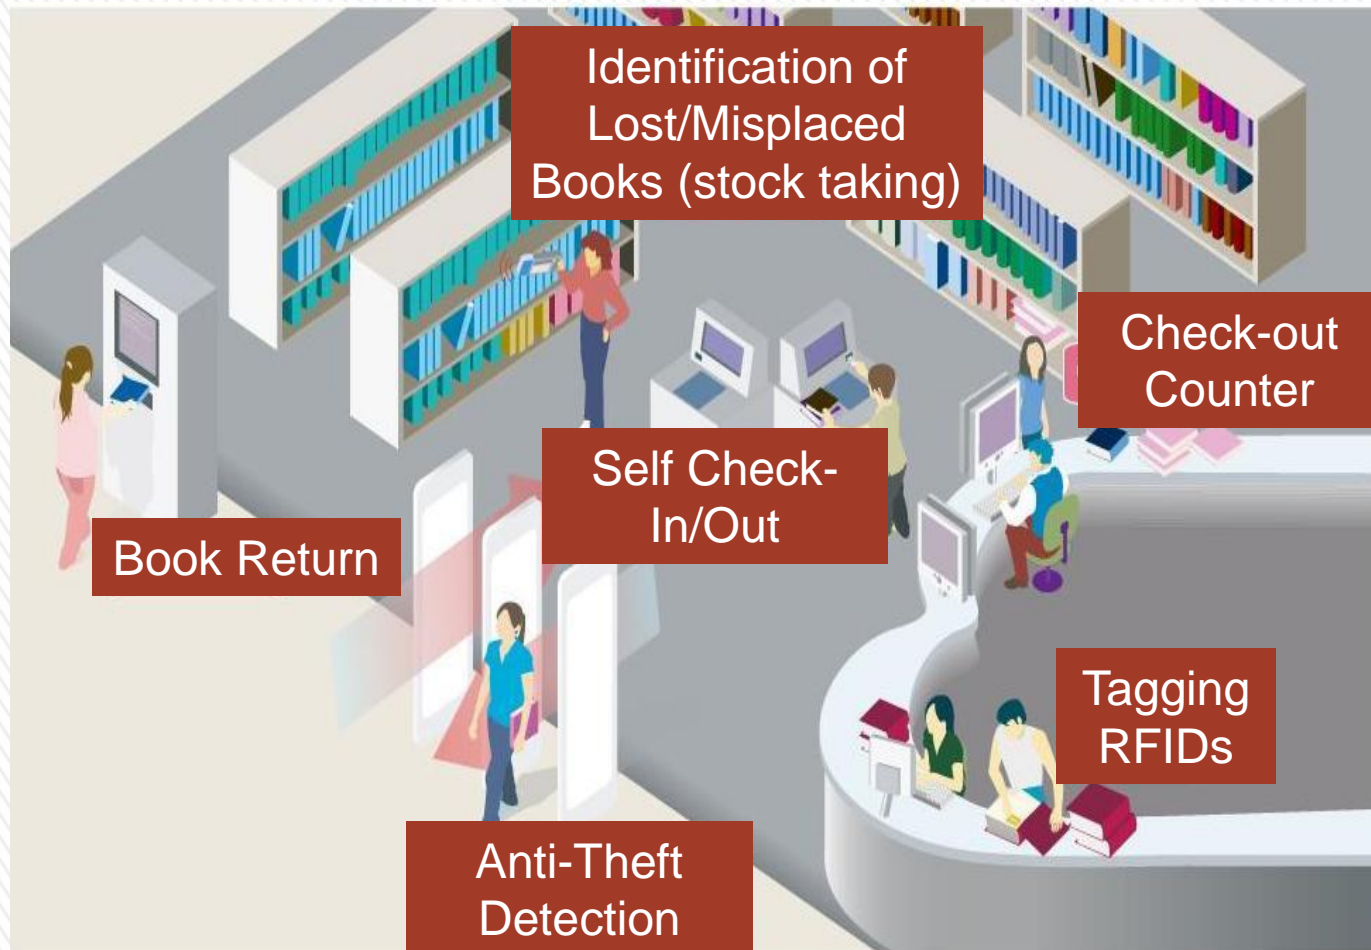 Identification of
Lost/Misplaced
Books (stock taking)
Check-out
Counter
Self Check-
In/Out
Book Return
Tagging
RFIDs
Anti-Theft
Detection